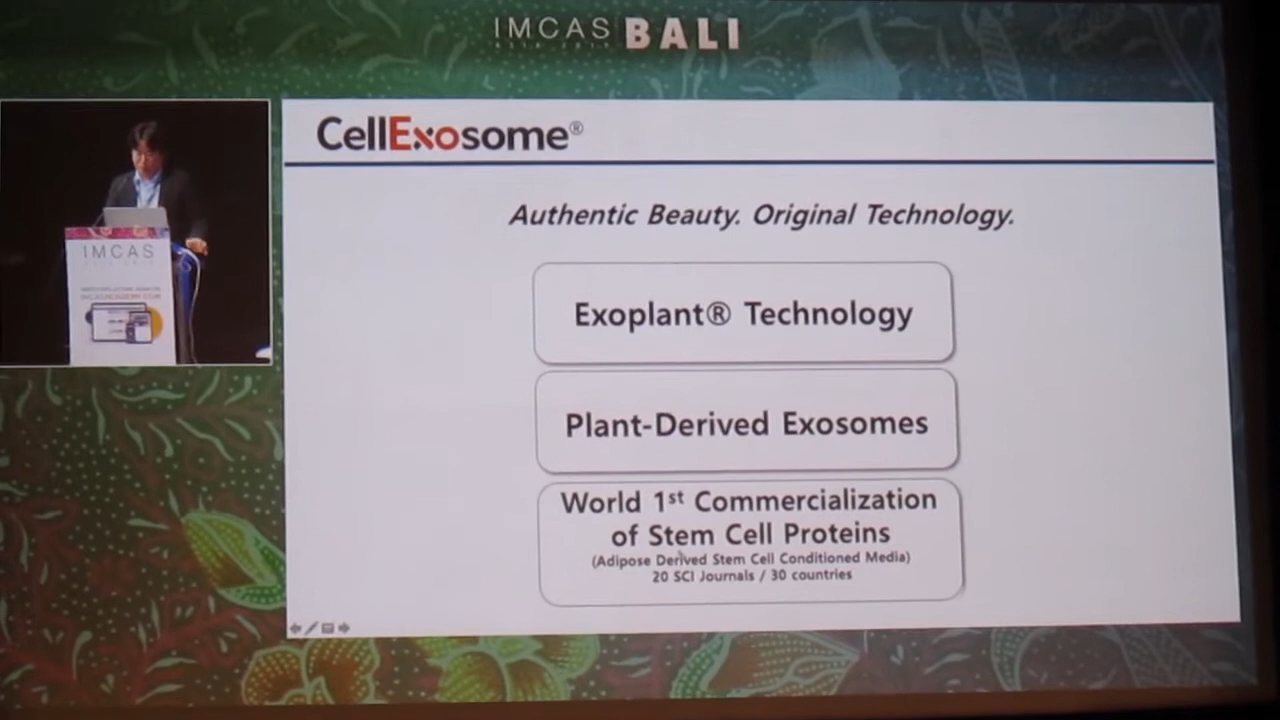 IMCAS BALI
CellExosome®
Authentic Beauty. Original Technology.
Exoplant® Technology
Plant-Derived Exosomes
World 1st Commercialization
of Stem Cell Proteins
(Adipose Derived Stem Cell Conditioned Media)
20 SCI Journals / 30 countries
IMCAS